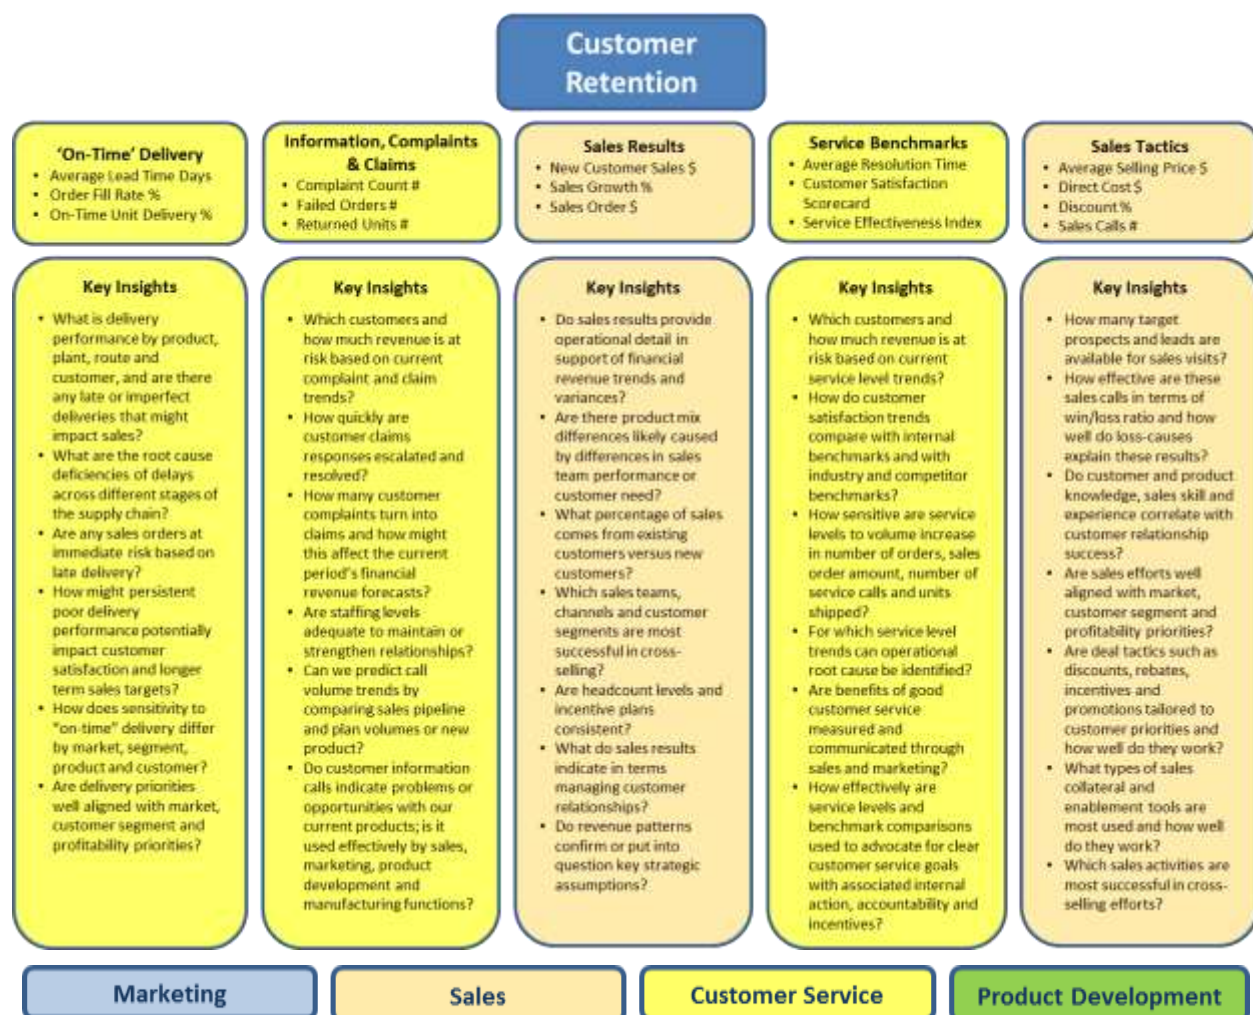 Customer
Retention
‘On-Time’ Delivery
• Average Lead Time Days
• Order Fill Rate %
• On-Time Unit Delivery %
Information, Complaints
& Claims
• Complaint Count #
• Failed Orders #
• Returned Units #
Sales Results
• New Customer Sales $
• Sales Growth %
• Sales Order $
Service Benchmarks
• Average Resolution Time
• Customer Satisfaction
Scorecard
• Service Effectiveness Index
Sales Tactics
• Average Selling Price $
• Direct Cost $
• Discount %
• Sales Calls #
Key Insights
• What is delivery
performance by product,
plant, route and
customer, and are there
any late or imperfect
deliveries that might
impact sales?
• What are the root cause
deficiencies of delays
across different stages of
the supply chain?
• Are any sales orders at
immediate risk based on
late delivery?
• How might persistent
poor delivery
performance potentially
impact customer
satisfaction and longer
term sales targets?
• How does sensitivity to
“on-time” delivery differ
by market, segment,
product and customer?
• Are delivery priorities
well aligned with market,
customer segment and
profitability priorities?
Key Insights
• Which customers and
how much revenue is at
risk based on current
complaint and claim
trends?
• How quickly are
customer claims
responses escalated and
resolved?
• How many customer
complaints turn into
claims and how might
this affect the current
period’s financial
revenue forecasts?
• Are staffing levels
adequate to maintain or
strengthen relationships?
• Can we predict call
volume trends by
comparing sales pipeline
and plan volumes or new
product?
• Do customer information
calls indicate problems or
opportunities with our
current products; is it
used effectively by sales,
marketing, product
development and
manufacturing functions?
Key Insights
• Do sales results provide
operational detail in
support of financial
revenue trends and
variances?
• Are there product mix
differences likely caused
by differences in sales
team performance or
customer need?
• What percentage of sales
comes from existing
customers versus new
customers?
• Which sales teams,
channels and customer
segments are most
successful in cross-
selling?
• Are headcount levels and
incentive plans
consistent?
• What do sales results
indicate in terms
managing customer
relationships?
• Do revenue patterns
confirm or put into
question key strategic
assumptions?
Key Insights
• Which customers and
how much revenue is at
risk based on current
service level trends?
• How do customer
satisfaction trends
compare with internal
benchmarks and with
industry and competitor
benchmarks?
• How sensitive are service
levels to volume increase
in number of orders, sales
order amount, number of
service calls and units
shipped?
• For which service level
trends can operational
root cause be identified?
• Are benefits of good
customer service
measured and
communicated through
sales and marketing?
• How effectively are
service levels and
benchmark comparisons
used to advocate for clear
customer service goals
with associated internal
action, accountability and
incentives?
Key Insights
• How many target
prospects and leads are
available for sales visits?
• How effective are these
sales calls in terms of
win/loss ratio and how
well do loss-causes
explain these results?
• Do customer and product
knowledge, sales skill and
experience correlate with
customer relationship
success?
• Are sales efforts well
aligned with market,
customer segment and
profitability priorities?
• Are deal tactics such as
discounts, rebates,
incentives and
promotions tailored to
customer priorities and
how well do they work?
• What types of sales
collateral and
enablement tools are
most used and how well
do they work?
• Which sales activities are
most successful in cross-
selling efforts?
Marketing
Sales
Customer Service
Product Development